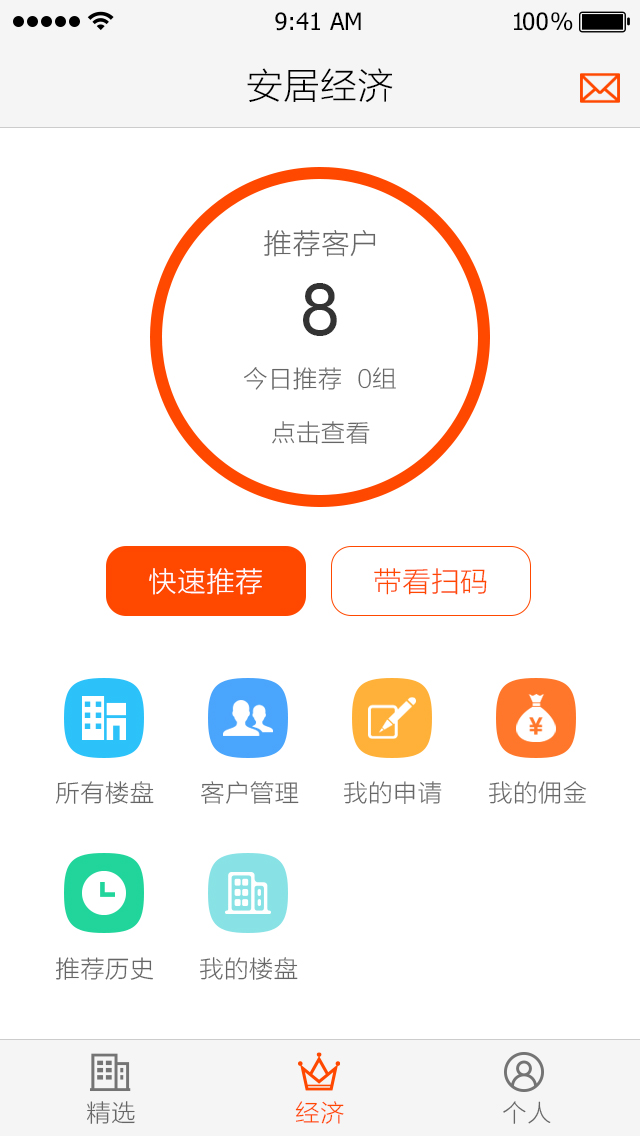 9:41 AM 100%
安居经济
推荐客户
8
今日推荐 0组
点击查看
快速推荐 带看扫码
所有楼盘 客户管理 我的申请 我的佣金
推荐历史 我的楼盘
精选 经济 个人